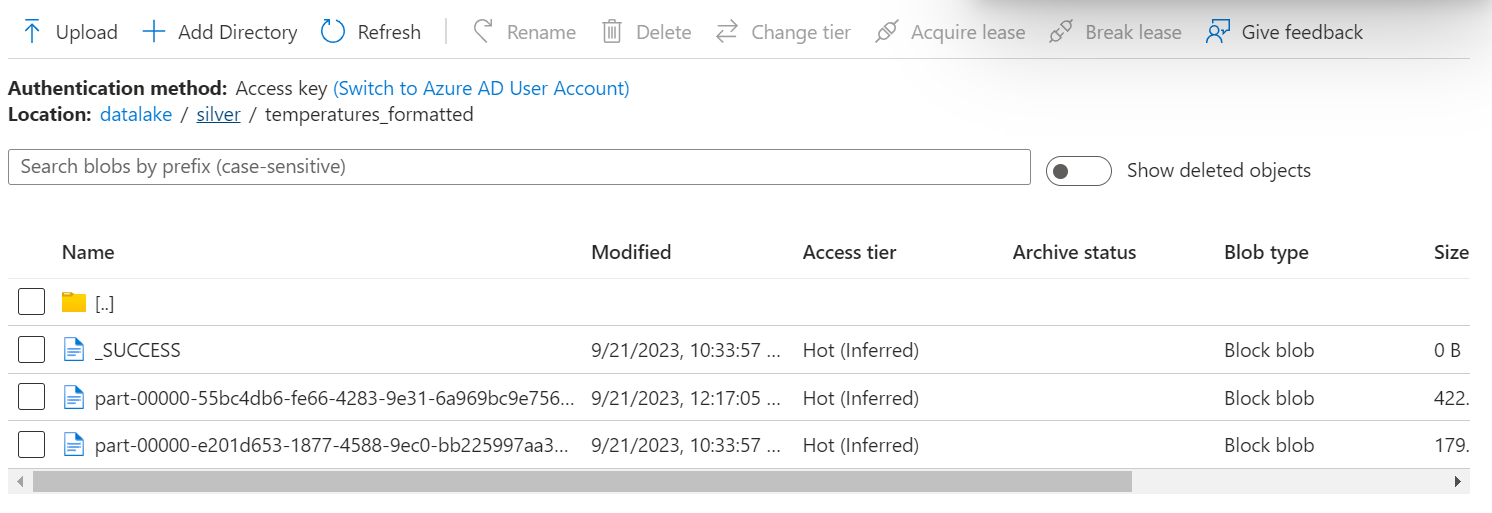 Upload Add Directory Refresh Rename Delete Change tier Acquire lease Break lease Give feedback
Authentication method: Access key (Switch to Azure AD User Account)
Location: datalake / silver / temperatures_formatted
Search blobs by prefix (case-sensitive) Show deleted objects
Name Modified Access tier Archive status Blob type Size
[..]
_SUCCESS 9/21/2023, 10:33:57 ... Hot (Inferred) Block blob 0 B
part-00000-55bc4db6-fe66-4283-9e31-6a969bc9e756... 9/21/2023, 12:17:05 ... Hot (Inferred) Block blob 422.
part-00000-e201d653-1877-4588-9ec0-bb225997aa3... 9/21/2023, 10:33:57 ... Hot (Inferred) Block blob 179.